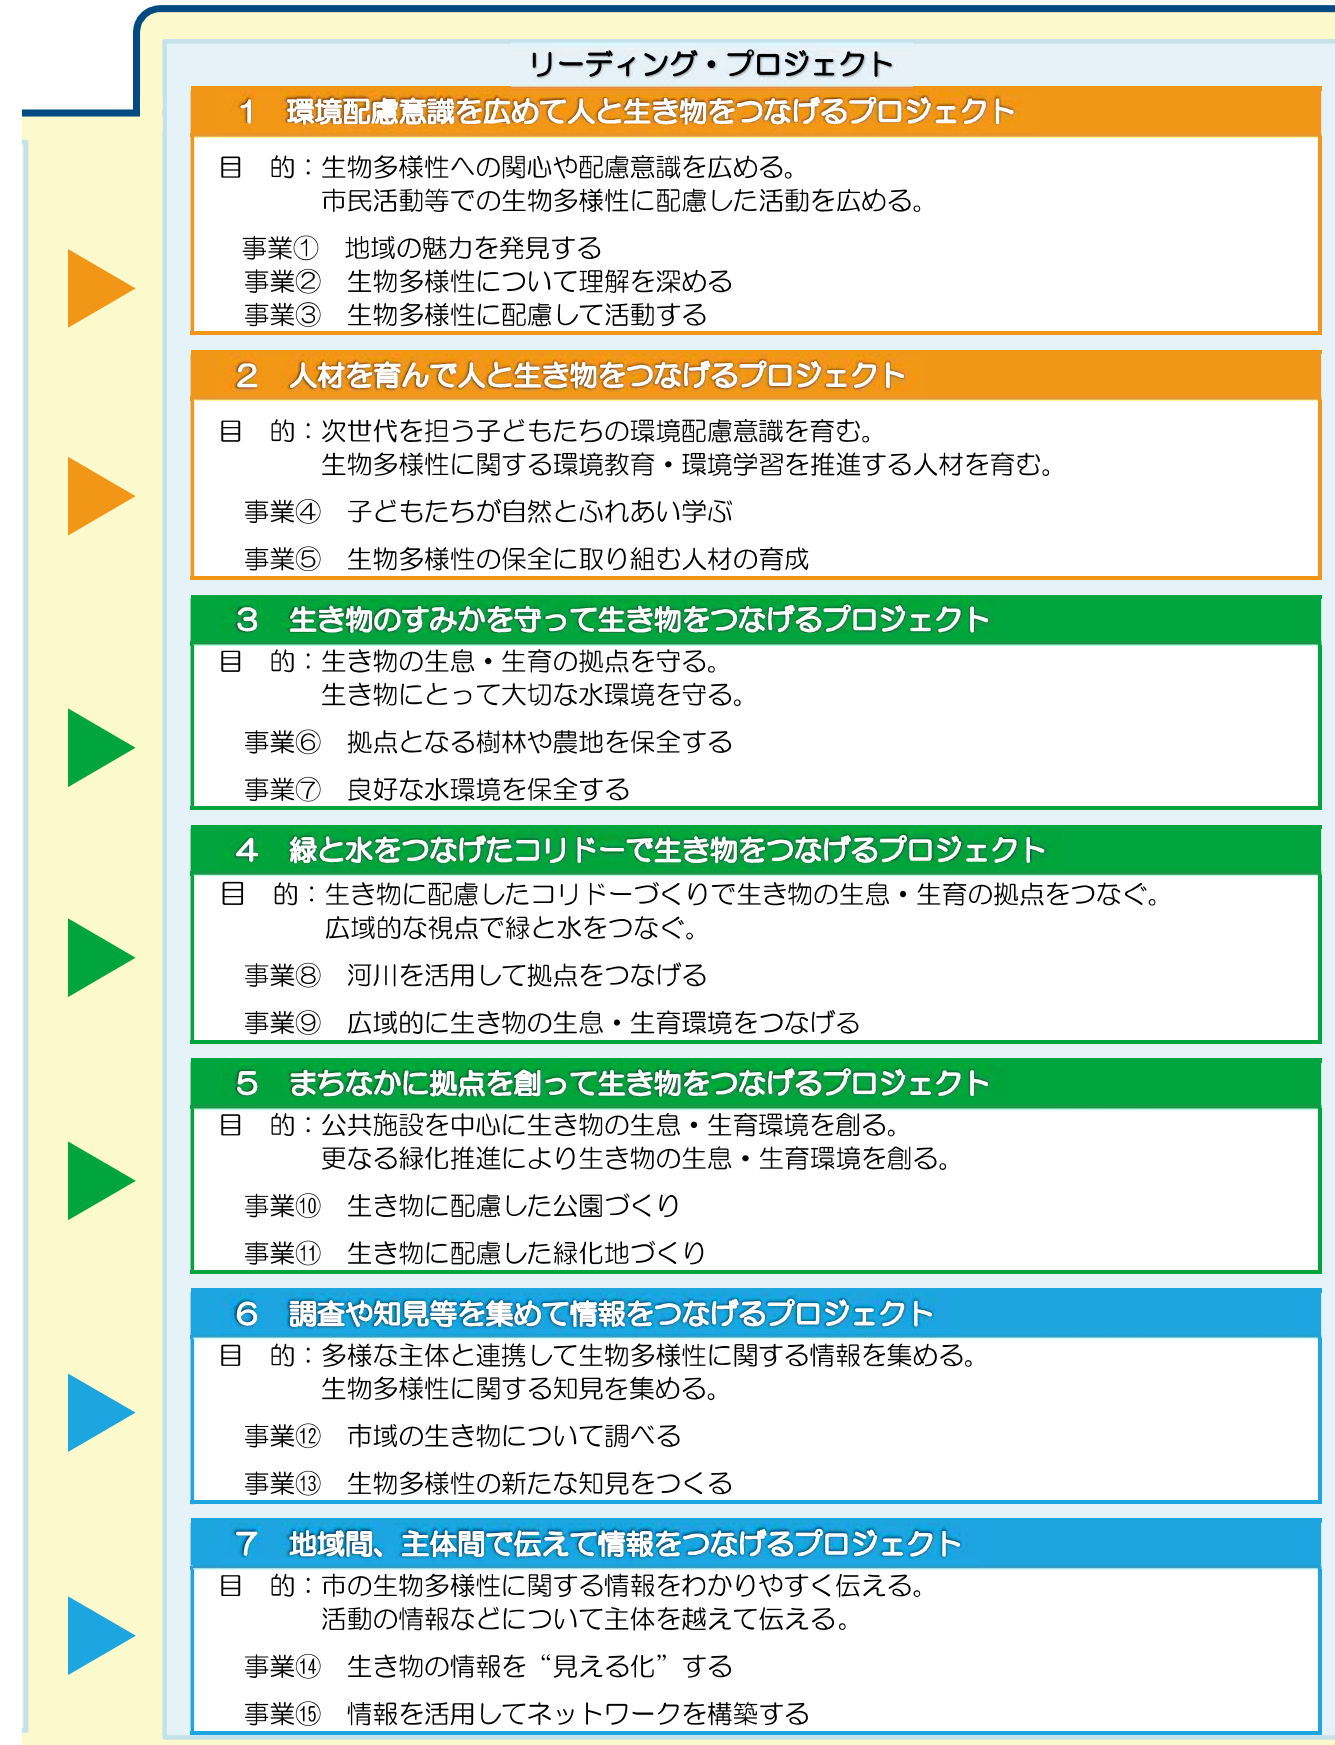 リーディング・プロジェクト
1　環境配慮意識を広めて人と生き物をつなげるプロジェクト
目　的：生物多様性への関心や配慮意識を広める。
市民活動等での生物多様性に配慮した活動を広める。
事業①　地域の魅力を発見する
事業②　生物多様性について理解を深める
事業③　生物多様性に配慮して活動する
2　人材を育んで人と生き物をつなげるプロジェクト
目　的：次世代を担う子どもたちの環境配慮意識を育む。
生物多様性に関する環境教育・環境学習を推進する人材を育む。
事業④　子どもたちが自然とふれあい学ぶ
事業⑤　生物多様性の保全に取り組む人材の育成
3　生き物のすみかを守って生き物をつなげるプロジェクト
目　的：生き物の生息・生育の拠点を守る。
生き物にとって大切な水環境を守る。
事業⑥　拠点となる樹林や農地を保全する
事業⑦　良好な水環境を保全する
4　緑と水をつなげたコリドーで生き物をつなげるプロジェクト
目　的：生き物に配慮したコリドーづくりで生き物の生息・生育の拠点をつなぐ。
広域的な視点で緑と水をつなぐ。
事業⑧　河川を活用して拠点をつなげる
事業⑨　広域的に生き物の生息・生育環境をつなげる
5　まちなかに拠点を創って生き物をつなげるプロジェクト
目　的：公共施設を中心に生き物の生息・生育環境を創る。
更なる緑化推進により生き物の生息・生育環境を創る。
事業⑩　生き物に配慮した公園づくり
事業⑪　生き物に配慮した緑化地づくり
6　調査や知見等を集めて情報をつなげるプロジェクト
目　的：多様な主体と連携して生物多様性に関する情報を集める。
生物多様性に関する知見を集める。
事業⑫　市域の生き物について調べる
事業⑬　生物多様性の新たな知見をつくる
7　地域間、主体間で伝えて情報をつなげるプロジェクト
目　的：市の生物多様性に関する情報をわかりやすく伝える。
活動の情報などについて主体を越えて伝える。
事業⑭　生き物の情報を“見える化”する
事業⑮　情報を活用してネットワークを構築する